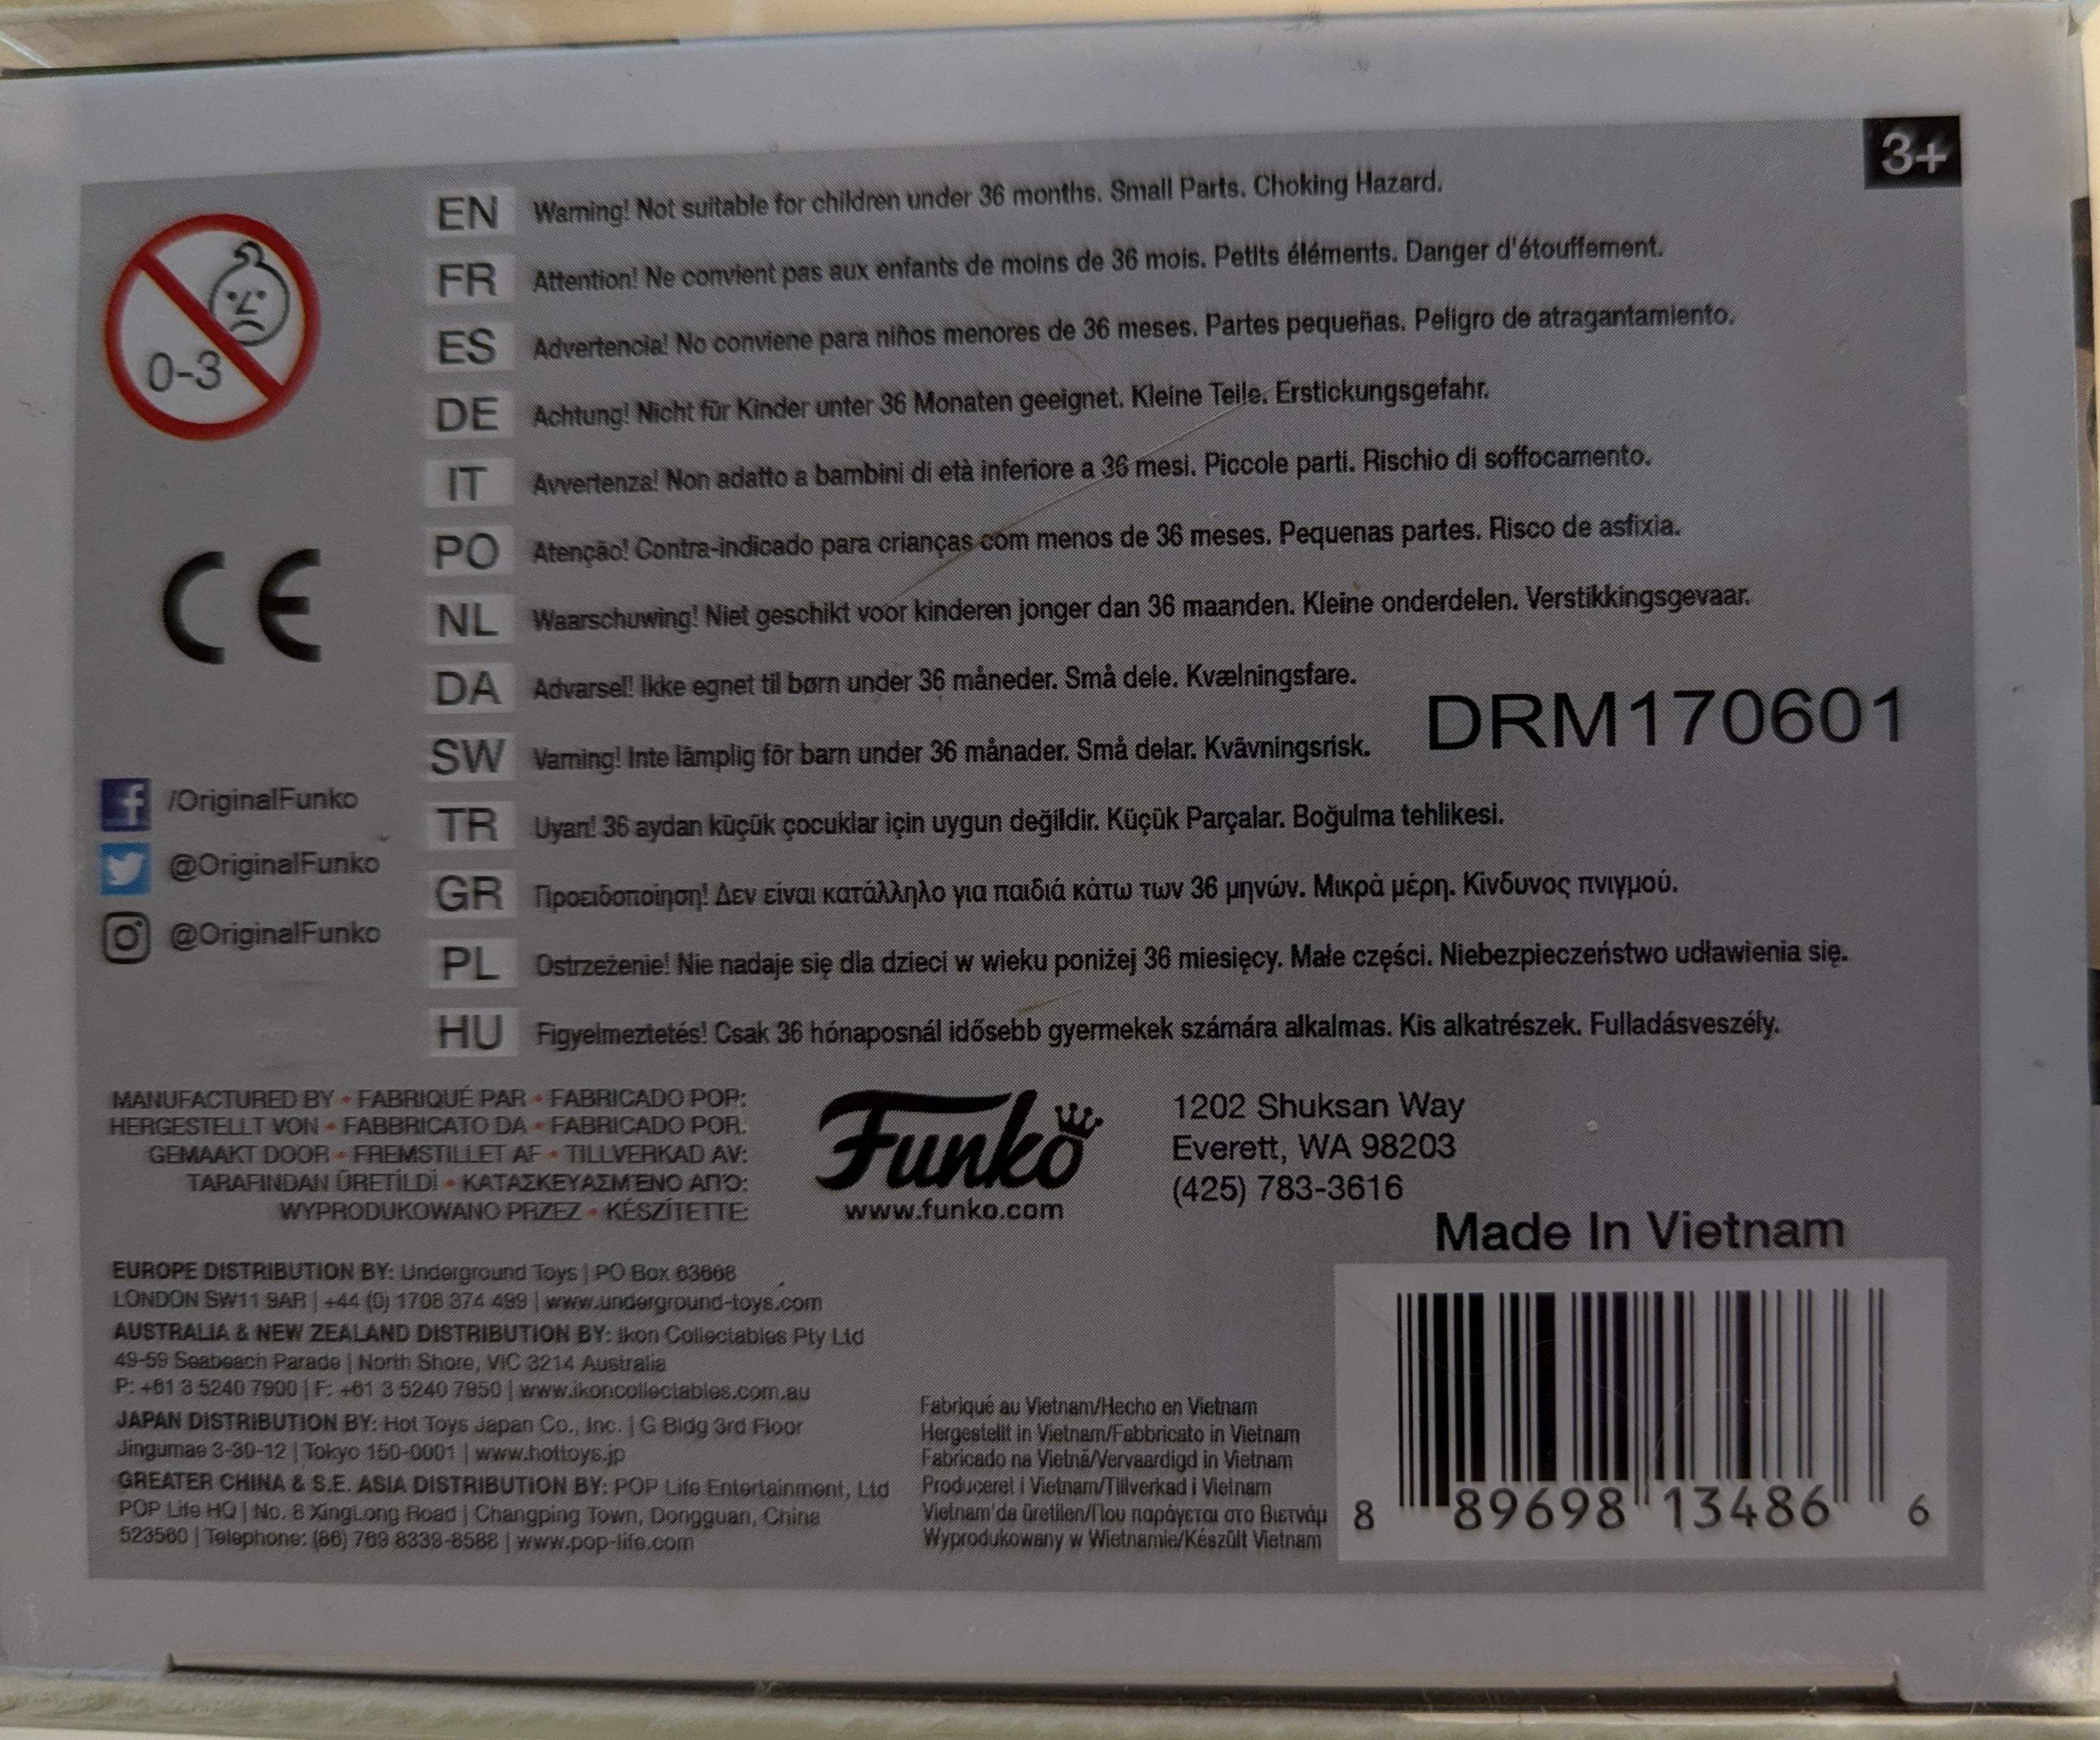 3+
0-3
EN Warning! Not suitable for children under 36 months. Small Parts. Choking Hazard.
FR Attention! Ne convient pas aux enfants de moins de 36 mois. Petits éléments. Danger d'étouffement.
ES Advertencia! No conviene para niños menores de 36 meses. Partes pequeñas. Peligro de atragantamiento.
DE Achtung! Nicht für Kinder unter 36 Monaten geeignet. Kleine Teile. Erstickungsgefahr.
IT Avvertenza! Non adatto a bambini di età inferiore a 36 mesi. Piccole parti. Rischio di soffocamento.
PO Atenção! Contra-indicado para crianças com menos de 36 meses. Pequenas partes. Risco de asfixia.
CE
NL Waarschuwing! Niet geschikt voor kinderen jonger dan 36 maanden. Kleine onderdelen. Verstikkingsgevaar.
DA Advarsel! Ikke egnet til børn under 36 måneder. Små dele. Kvælningsfare.
DRM170601
SW Varning! Inte lämplig för barn under 36 månader. Små delar. Kvävningsrisk.
/OriginalFunko
@OriginalFunko
@OriginalFunko
TR Uyarı! 36 aydan küçük çocuklar için uygun değildir. Küçük Parçalar. Boğulma tehlikesi.
GR Προειδοποίηση! Δεν είναι κατάλληλο για παιδιά κάτω των 36 μηνών. Μικρά μέρη. Κίνδυνος πνιγμού.
PL Ostrzeżenie! Nie nadaje się dla dzieci w wieku poniżej 36 miesięcy. Małe części. Niebezpieczeństwo udławienia się.
HU Figyelmeztetés! Csak 36 hónaposnál idősebb gyermekek számára alkalmas. Kis alkatrészek. Fulladásveszély.
MANUFACTURED BY • FABRIQUÉ PAR • FABRICADO POR:
HERGESTELLT VON • FABBRICATO DA • FABRICADO POR:
GEMAAKT DOOR • FREMSTILLET AF • TILLVERKAD AV:
TARAFINDAN ÜRETİLDİ • ΚΑΤΑΣΚΕΥΑΣΜΈΝΟ ΑΠΌ:
WYPRODUKOWANO PRZEZ • KÉSZÍTETTE:
Funko
www.funko.com
1202 Shuksan Way
Everett, WA 98203
(425) 783-3616
Made In Vietnam
EUROPE DISTRIBUTION BY: Underground Toys | PO Box 63668
LONDON SW11 9AR | +44 (0) 1708 374 499 | www.underground-toys.com
AUSTRALIA & NEW ZEALAND DISTRIBUTION BY: Ikon Collectables Pty Ltd
49-59 Seabeach Parade | North Shore, VIC 3214 Australia
P: +61 3 5240 7900 | F: +61 3 5240 7950 | www.ikoncollectables.com.au
JAPAN DISTRIBUTION BY: Hot Toys Japan Co., Inc. | G Bldg 3rd Floor
Jingumae 3-30-12 | Tokyo 150-0001 | www.hottoys.jp
GREATER CHINA & S.E. ASIA DISTRIBUTION BY: POP Life Entertainment, Ltd
POP Life HQ | No. 8 XingLong Road | Changping Town, Dongguan, China
523560 | Telephone: (86) 769 8339-8588 | www.pop-life.com
Fabriqué au Vietnam/Hecho en Vietnam
Hergestellt in Vietnam/Fabbricato in Vietnam
Fabricado na Vietnã/Vervaardigd in Vietnam
Produceret i Vietnam/Tillverkad i Vietnam
Vietnam'da üretilen/Που παράγεται στο Βιετνάμ
Wyprodukowany w Wietnamie/Készült Vietnam
8 89698 13486 6